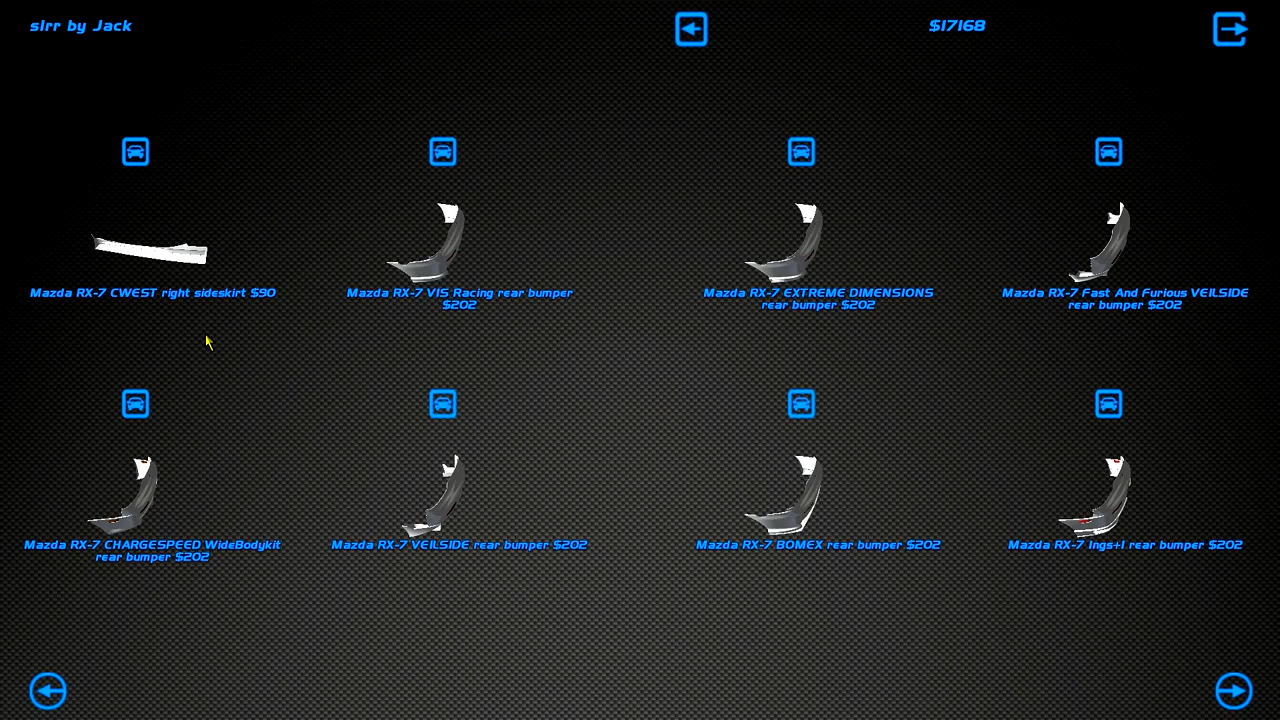 slrr by Jack
$17168
Mazda RX-7 CWEST right sideskirt $90
Mazda RX-7 VIS Racing rear bumper
$202
Mazda RX-7 EXTREME DIMENSIONS
rear bumper $202
Mazda RX-7 Fast And Furious VEILSIDE
rear bumper $202
Mazda RX-7 CHARGESPEED WideBodykit
rear bumper $202
Mazda RX-7 VEILSIDE rear bumper $202
Mazda RX-7 BOMEX rear bumper $202
Mazda RX-7 Ings+1 rear bumper $202